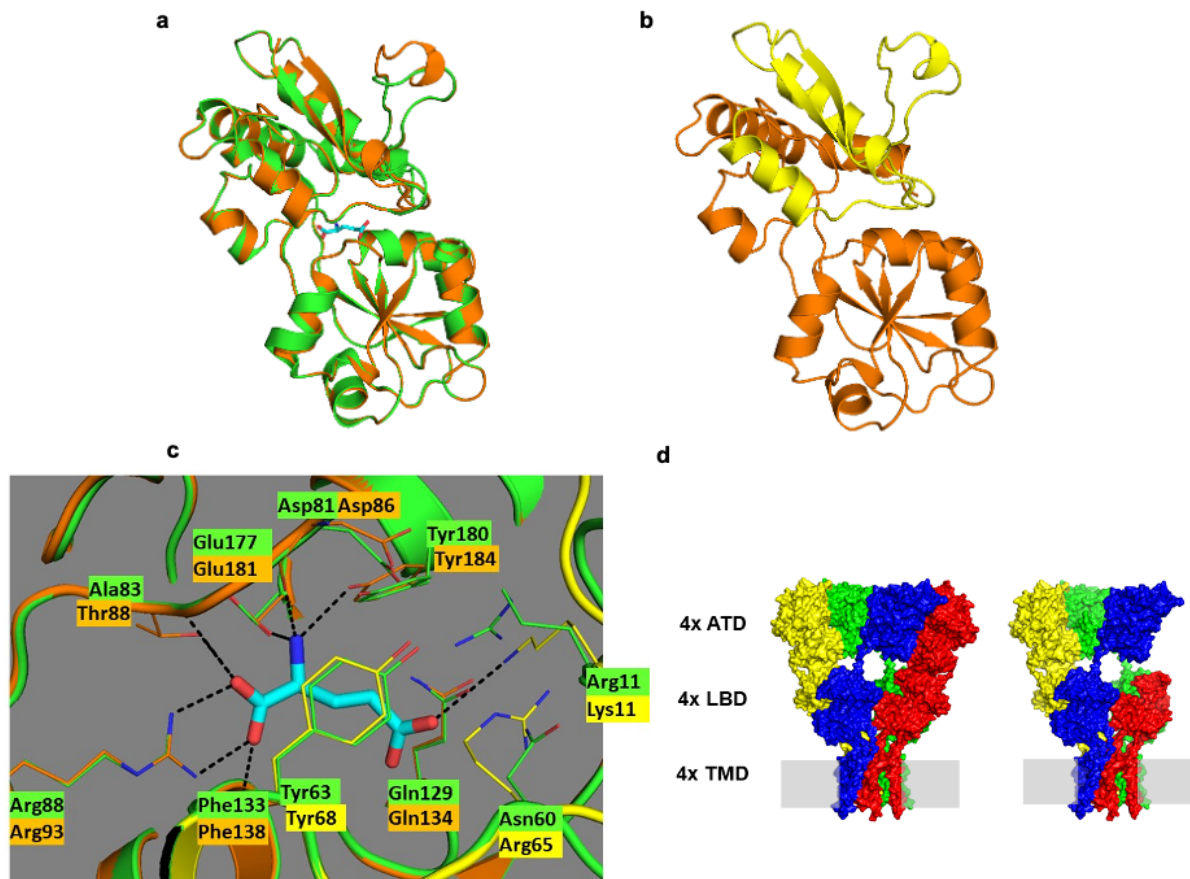 a
b
c
d
Asp81 Asp86
Glu177
Glu181
Tyr180
Tyr184
Ala83
Thr88
Arg11
Lys11
Arg88
Arg93
Phe133
Phe138
Tyr63
Tyr68
Gln129
Gln134
Asn60
Arg65
4x ATD
4x LBD
4x TMD